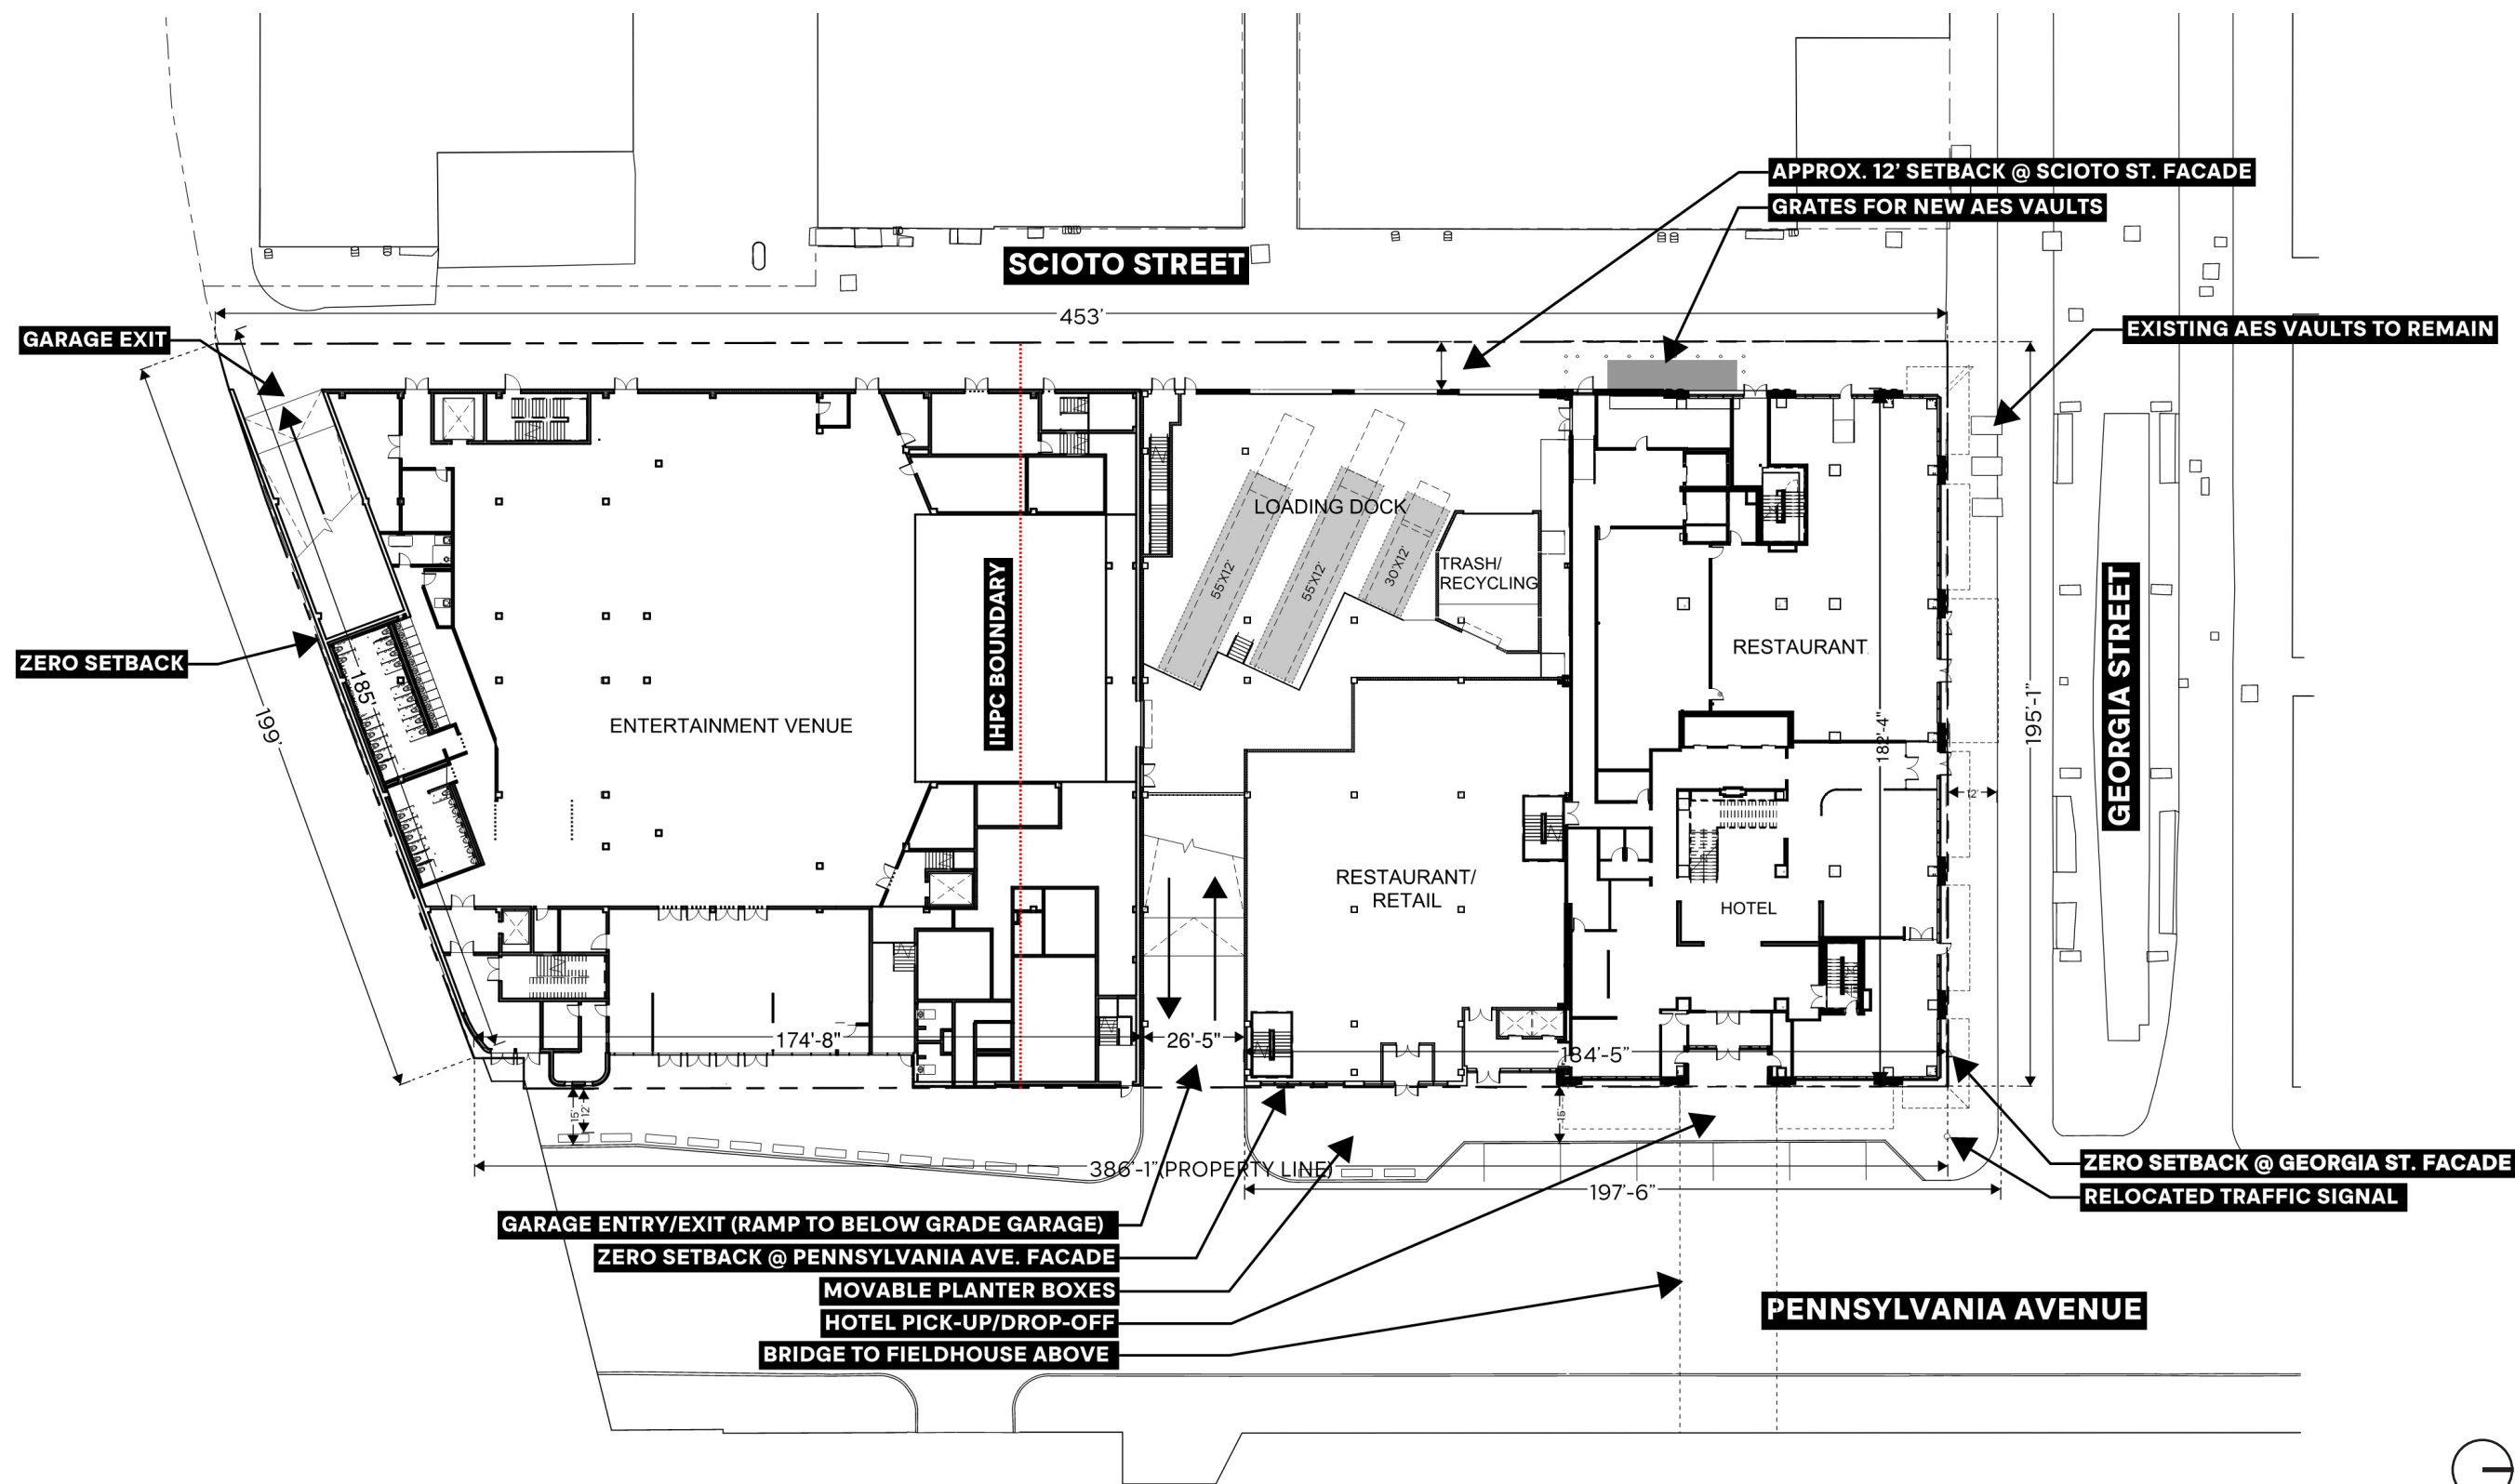 APPROX. 12’ SETBACK @ SCIOTO ST. FACADE
GRATES FOR NEW AES VAULTS
SCIOTO STREET
453’
GARAGE EXIT
EXISTING AES VAULTS TO REMAIN
LOADING DOCK
55'X12'
55'X12'
30'X12'
TRASH/
RECYCLING
IHPC BOUNDARY
GEORGIA STREET
ZERO SETBACK
185’
199’
ENTERTAINMENT VENUE
RESTAURANT
182’-4”
195’-1”
12’
RESTAURANT/
RETAIL
HOTEL
174’-8”
26’-5”
184’-5”
15’
12’
15’
386’-1”(PROPERTY LINE)
197’-6”
ZERO SETBACK @ GEORGIA ST. FACADE
RELOCATED TRAFFIC SIGNAL
GARAGE ENTRY/EXIT (RAMP TO BELOW GRADE GARAGE)
ZERO SETBACK @ PENNSYLVANIA AVE. FACADE
MOVABLE PLANTER BOXES
HOTEL PICK-UP/DROP-OFF
BRIDGE TO FIELDHOUSE ABOVE
PENNSYLVANIA AVENUE